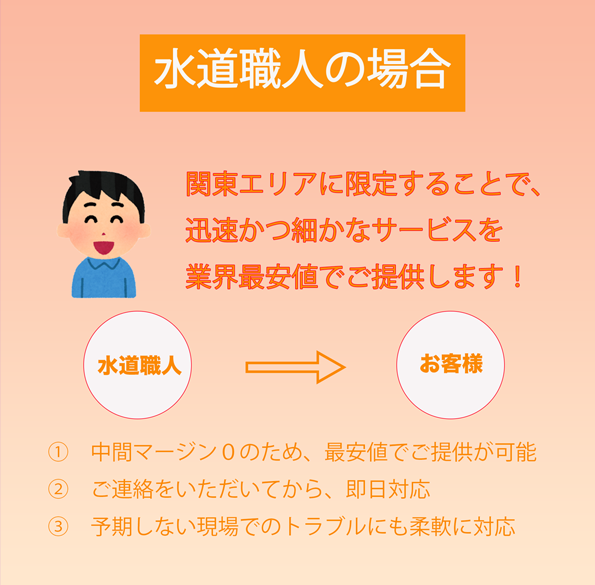 水道職人の場合
関東エリアに限定することで、
迅速かつ細かなサービスを
業界最安値でご提供します！
水道職人
お客様
① 中間マージン０のため、最安値でご提供が可能
② ご連絡をいただいてから、即日対応
③ 予期しない現場でのトラブルにも柔軟に対応